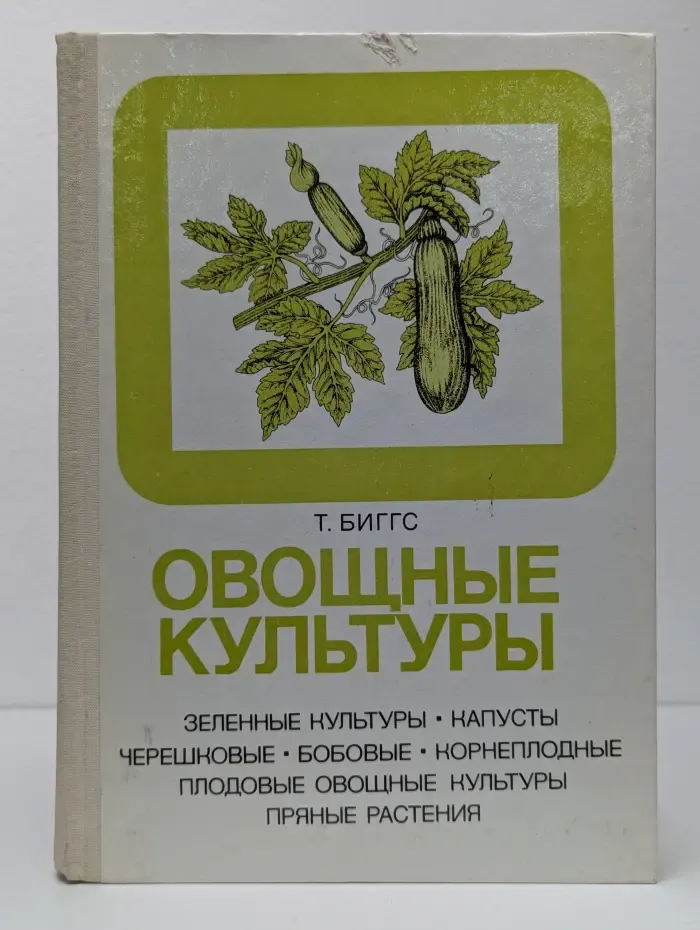 Т. БИГГС
ОВОЩНЫЕ
КУЛЬТУРЫ
ЗЕЛЕННЫЕ КУЛЬТУРЫ • КАПУСТЫ
ЧЕРЕШКОВЫЕ • БОБОВЫЕ • КОРНЕПЛОДНЫЕ
ПЛОДОВЫЕ ОВОЩНЫЕ КУЛЬТУРЫ
ПРЯНЫЕ РАСТЕНИЯ